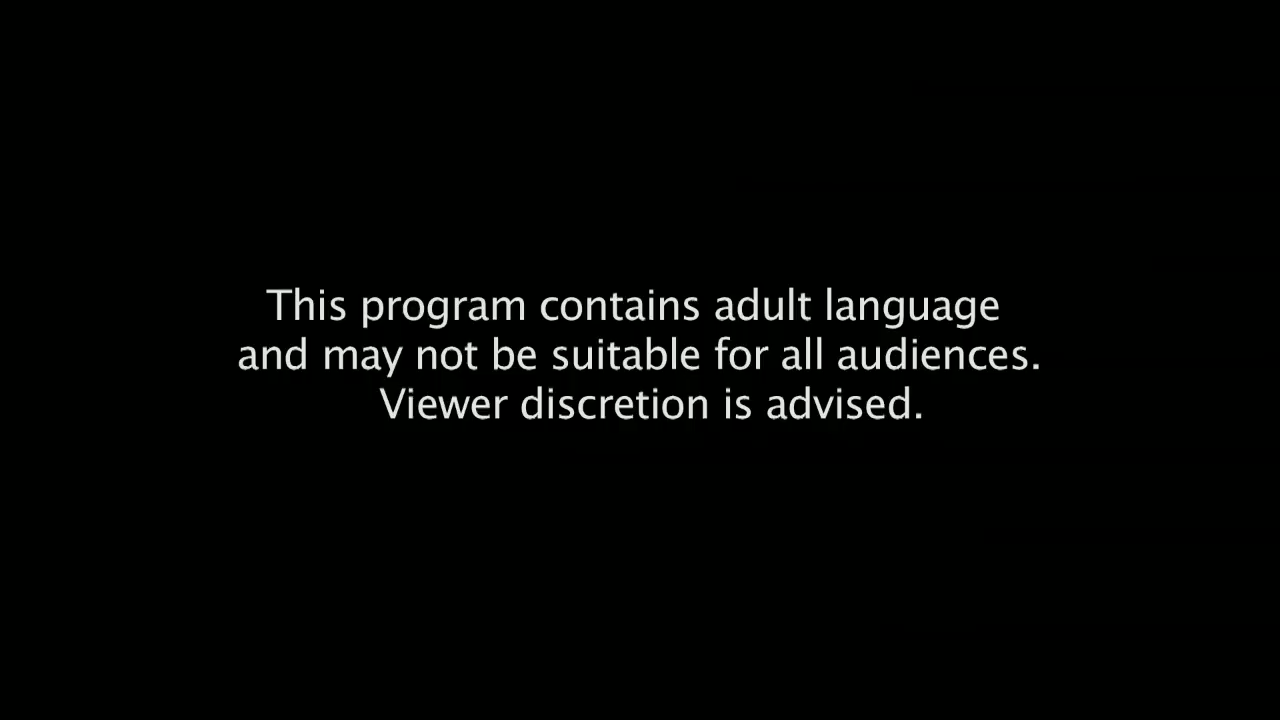 This program contains adult language
and may not be suitable for all audiences.
Viewer discretion is advised.